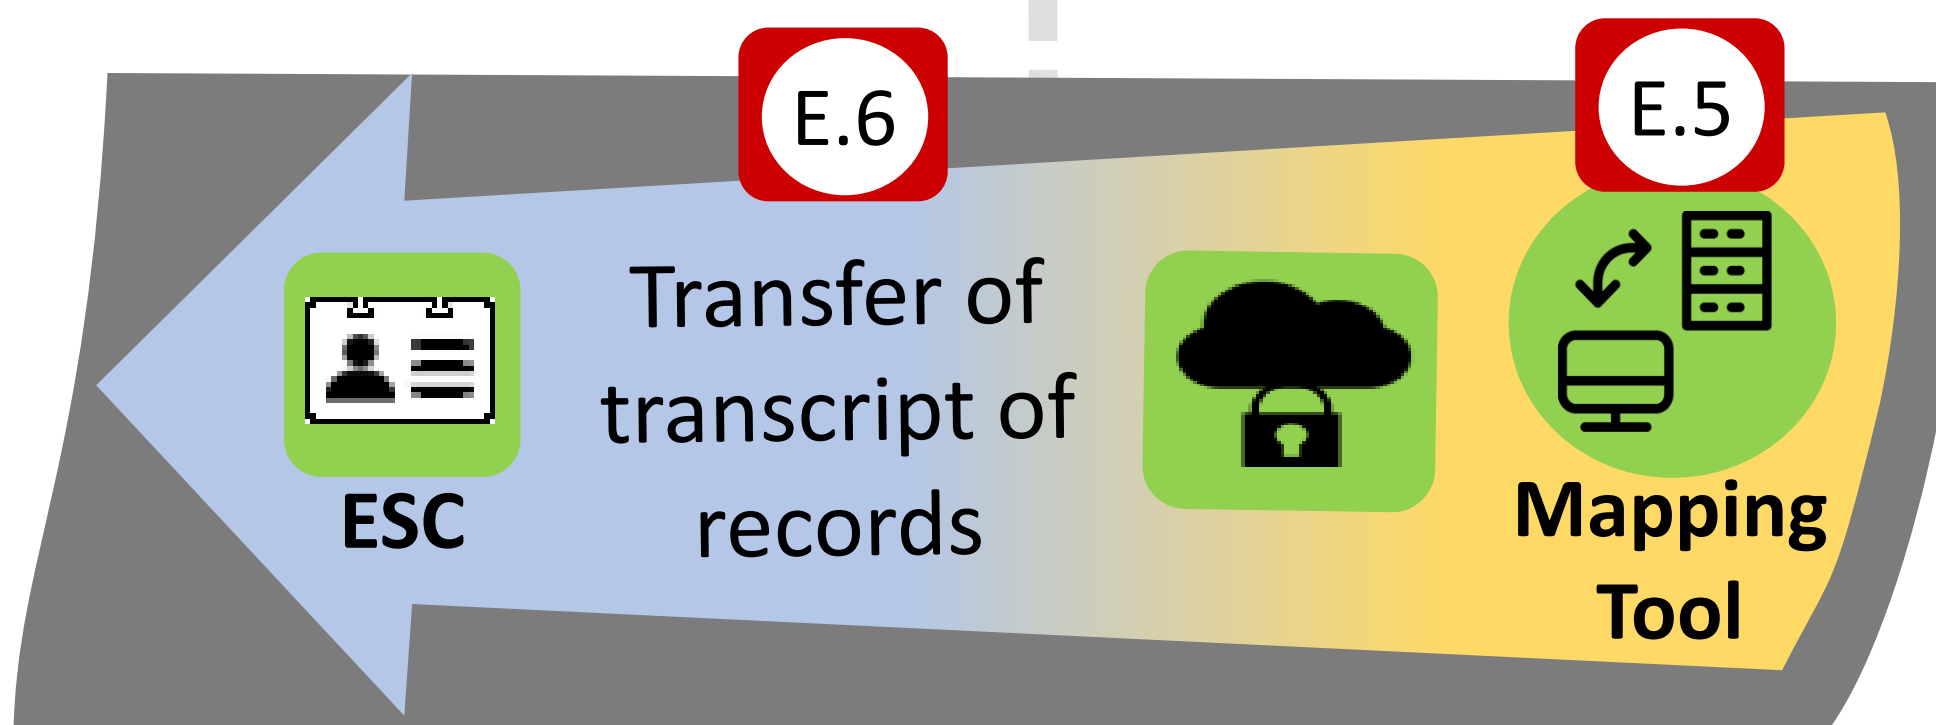 E.6
E.5
Transfer of
transcript of
records
ESC
Mapping
Tool